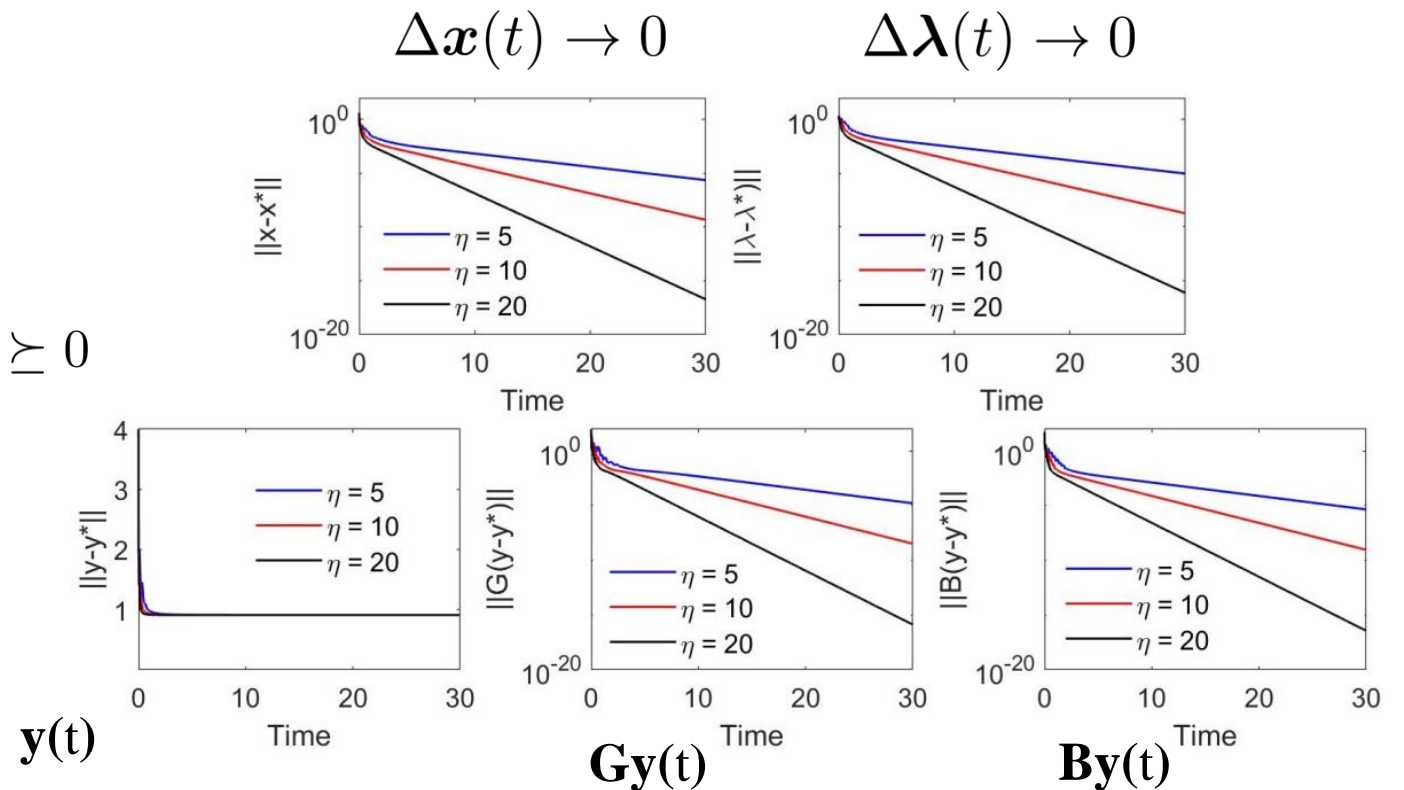 Δx(t) → 0
Δλ(t) → 0
10^0
10^-20
||x-x*||
η = 5
η = 10
η = 20
0 10 20 30
Time
10^0
10^-20
||λ-λ*)||
η = 5
η = 10
η = 20
0 10 20 30
Time
⪰ 0
4
3
2
1
||y-y*||
η = 5
η = 10
η = 20
0 10 20 30
Time
y(t)
10^0
10^-20
||G(y-y*)||
η = 5
η = 10
η = 20
0 10 20 30
Time
Gy(t)
10^0
10^-20
||B(y-y*)||
η = 5
η = 10
η = 20
0 10 20 30
Time
By(t)